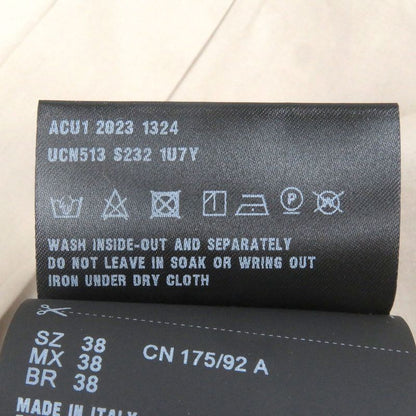 ACU1 2023 1324
UCN513 S232 1U7Y
P W
WASH INSIDE-OUT AND SEPARATELY
DO NOT LEAVE IN SOAK OR WRING OUT
IRON UNDER DRY CLOTH
SZ 38
MX 38
BR 38
CN 175/92 A
MADE IN ITALY